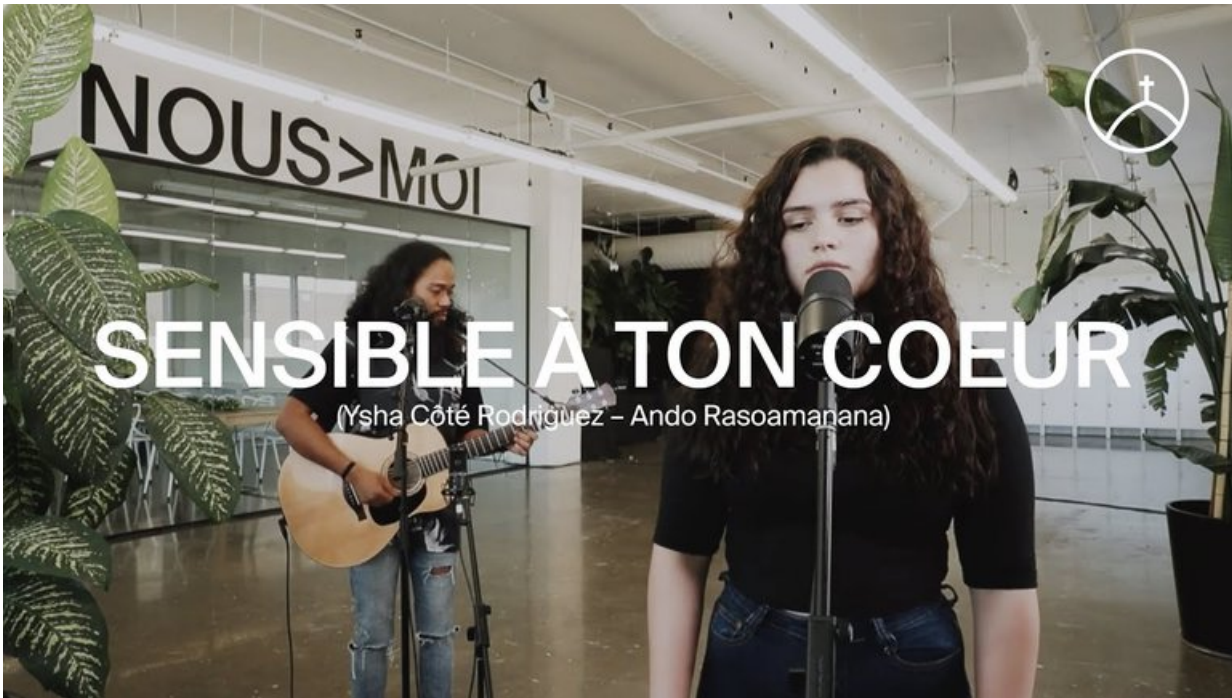 NOUS>MOI
SENSIBLE À TON COEUR
(Ysha Côté Rodriguez – Ando Rasoamanana)